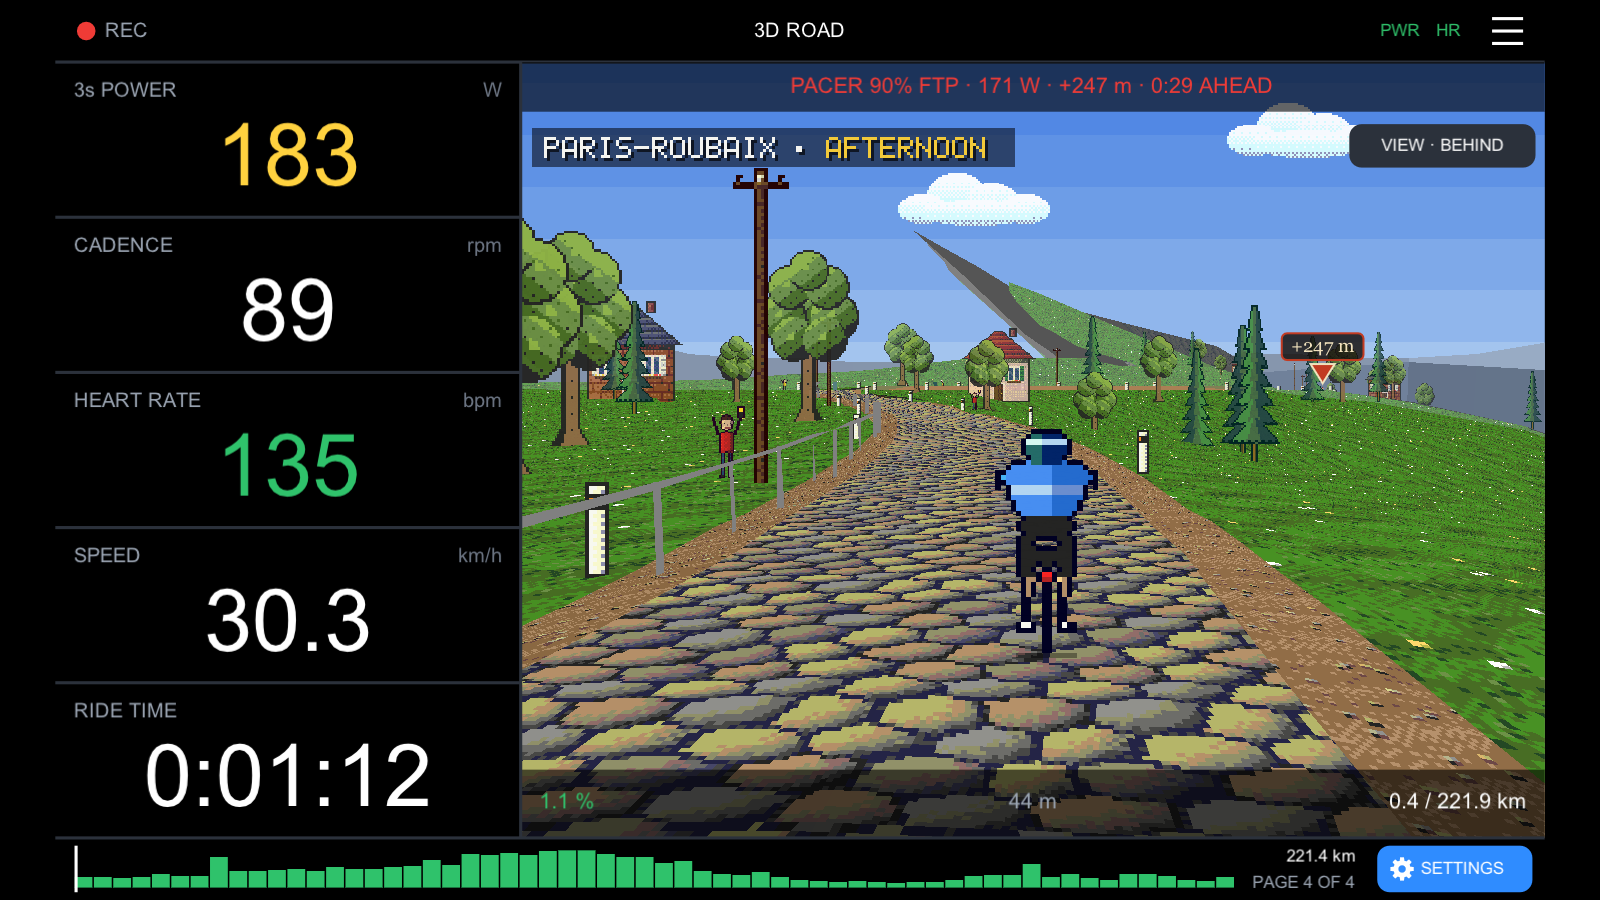 REC
3D ROAD
PWR HR
3s POWER W
183
CADENCE rpm
89
HEART RATE bpm
135
SPEED km/h
30.3
RIDE TIME
0:01:12
PACER 90% FTP · 171 W · +247 m · 0:29 AHEAD
PARIS-ROUBAIX · AFTERNOON
VIEW · BEHIND
+247 m
1.1 % 44 m 0.4 / 221.9 km
221.4 km
PAGE 4 OF 4
SETTINGS